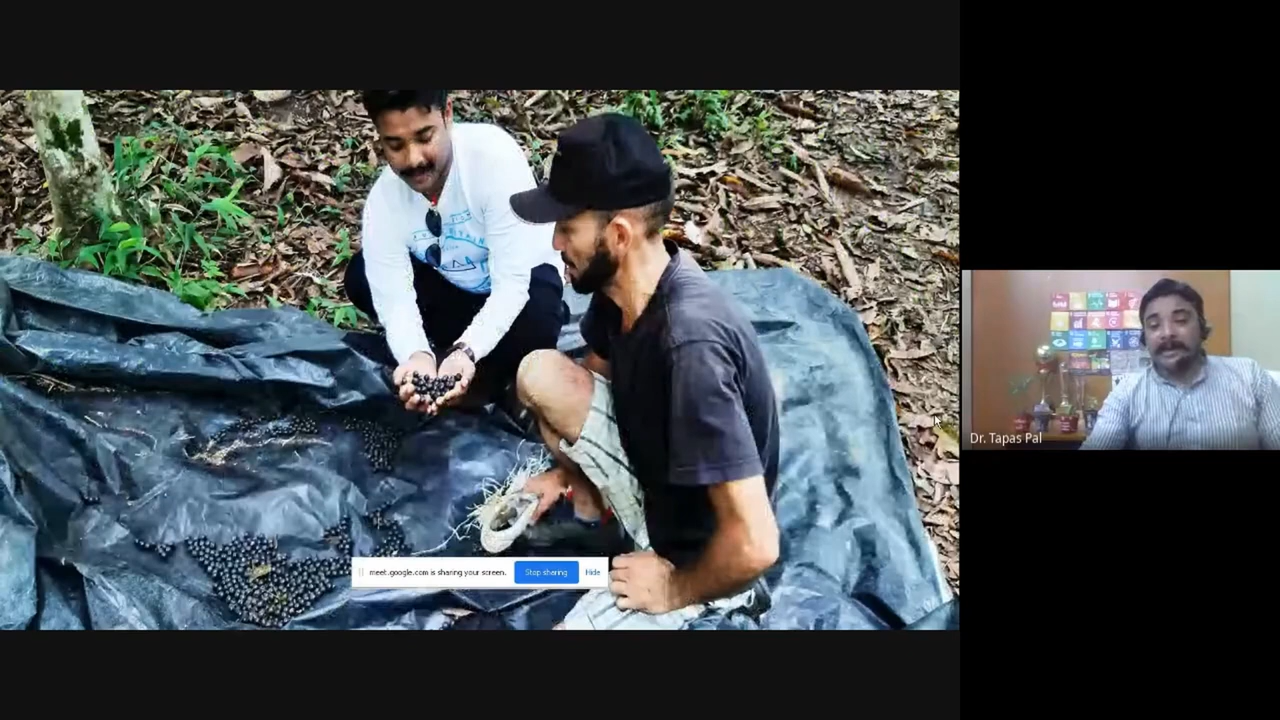 meet.google.com is sharing your screen.
Stop sharing
Hide
Dr. Tapas Pal